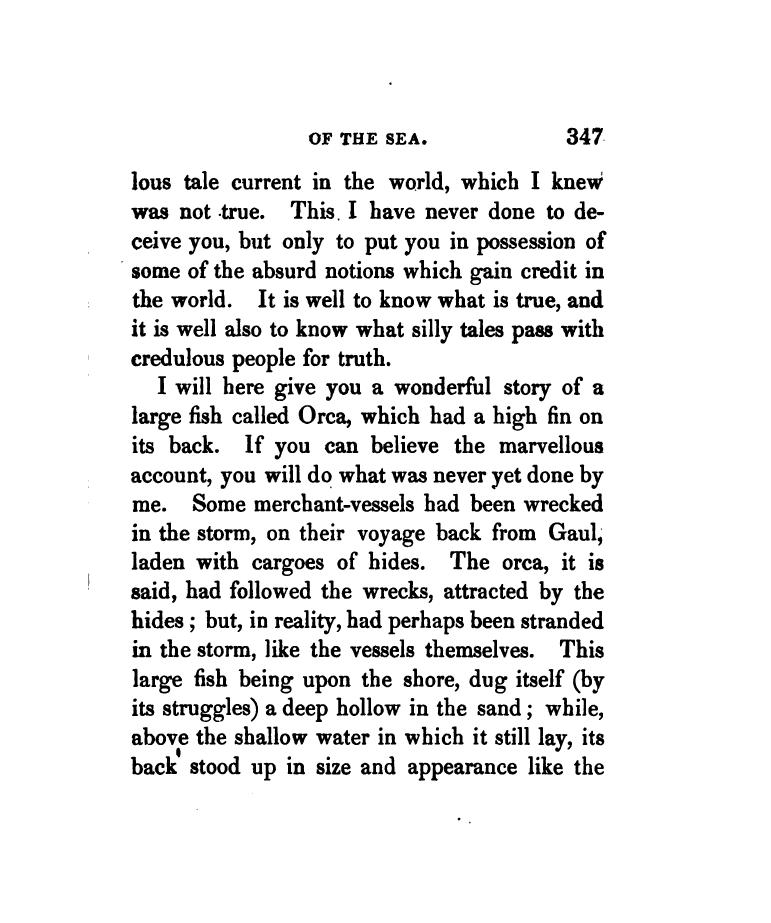 OF THE SEA. 347
lous tale current in the world, which I knew
was not true. This I have never done to de-
ceive you, but only to put you in possession of
some of the absurd notions which gain credit in
the world. It is well to know what is true, and
it is well also to know what silly tales pass with
credulous people for truth.
I will here give you a wonderful story of a
large fish called Orca, which had a high fin on
its back. If you can believe the marvellous
account, you will do what was never yet done by
me. Some merchant-vessels had been wrecked
in the storm, on their voyage back from Gaul,
laden with cargoes of hides. The orca, it is
said, had followed the wrecks, attracted by the
hides ; but, in reality, had perhaps been stranded
in the storm, like the vessels themselves. This
large fish being upon the shore, dug itself (by
its struggles) a deep hollow in the sand ; while,
above the shallow water in which it still lay, its
back stood up in size and appearance like the